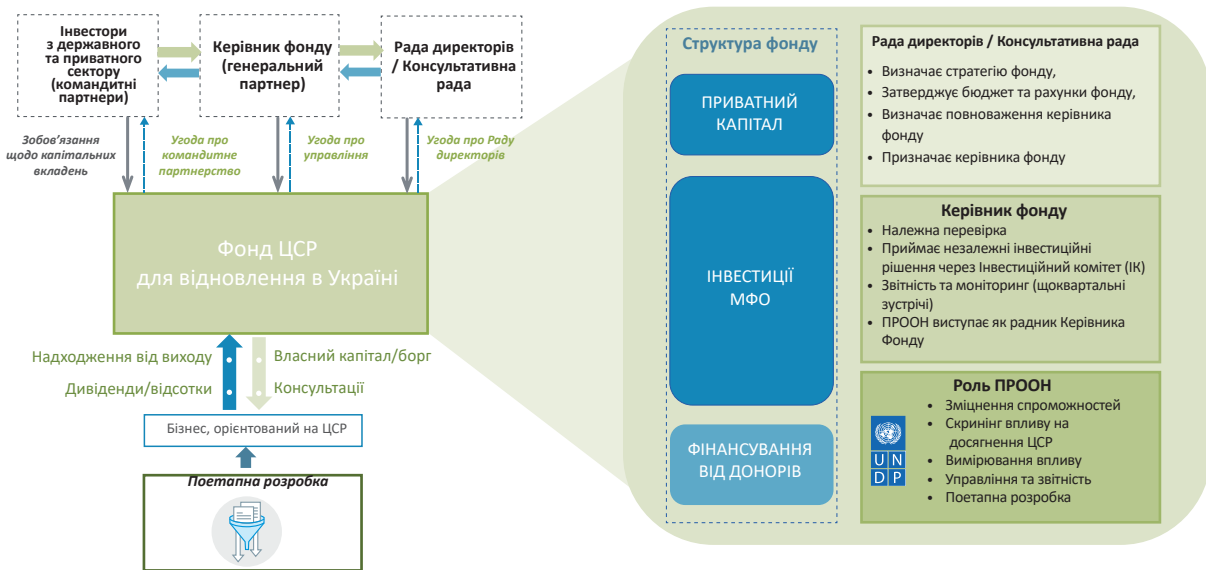 Інвестори
з державного
та приватного
сектору
(командитні
партнери)
Керівник фонду
(генеральний
партнер)
Рада директорів
/ Консультативна
рада
Зобов'язання
щодо капітальних
вкладень
Угода про
командитне
партнерство
Угода про
управління
Угода про Раду
директорів
Фонд ЦСР
для відновлення в Україні
Надходження від виходу
Дивіденди/відсотки
Власний капітал/борг
Консультації
Бізнес, орієнтований на ЦСР
Поетапна розробка
Структура фонду
ПРИВАТНИЙ
КАПІТАЛ
ІНВЕСТИЦІЇ
МФО
ФІНАНСУВАННЯ
ВІД ДОНОРІВ
Рада директорів / Консультативна рада
• Визначає стратегію фонду,
• Затверджує бюджет та рахунки фонду,
• Визначає повноваження керівника
фонду
• Призначає керівника фонду
Керівник фонду
• Належна перевірка
• Приймає незалежні інвестиційні
рішення через Інвестиційний комітет (ІК)
• Звітність та моніторинг (щоквартальні
зустрічі)
• ПРООН виступає як радник Керівника
Фонду
Роль ПРООН
• Зміцнення спроможностей
• Скринінг впливу на
досягнення ЦСР
• Вимірювання впливу
• Управління та звітність
• Поетапна розробка
U N
D P